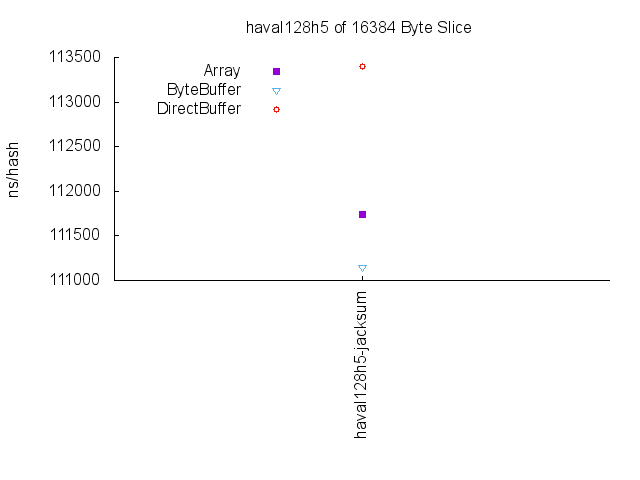 haval128h5 of 16384 Byte Slice
113500
113000
112500
112000
111500
111000
ns/hash
Array
ByteBuffer
DirectBuffer
haval128h5-jacksum